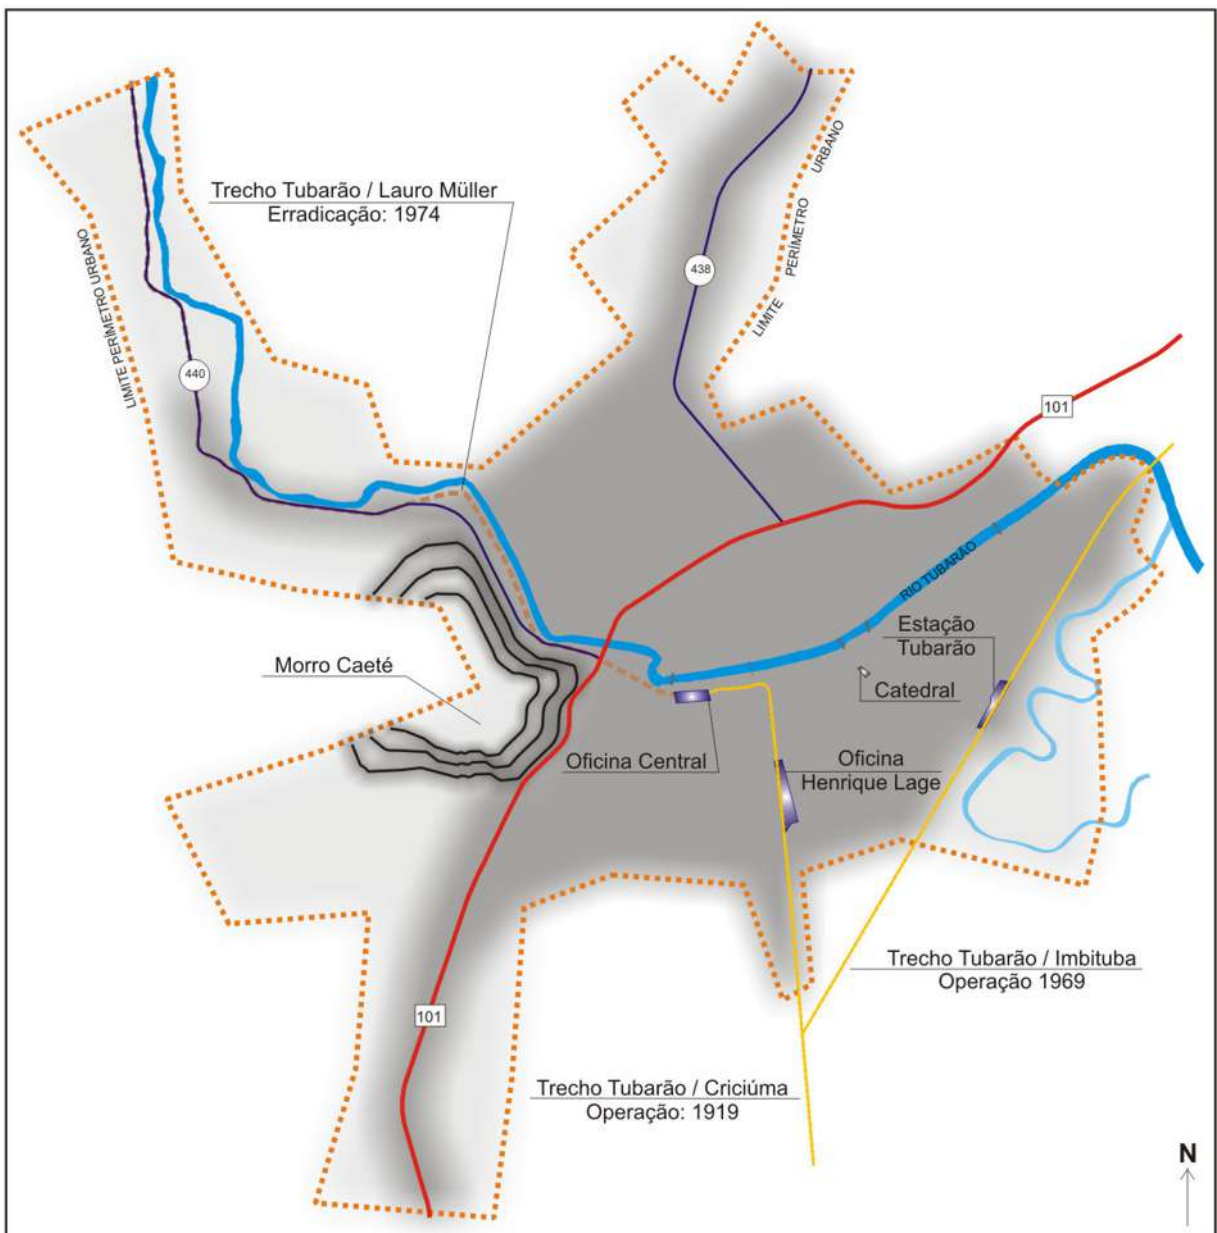 LIMITE PERÍMETRO URBANO
Trecho Tubarão / Lauro Müller
Erradicação: 1974
LIMITE PERÍMETRO URBANO
438
440
101
RIO TUBARÃO
Estação
Tubarão
Morro Caeté
Catedral
Oficina Central
Oficina
Henrique Lage
Trecho Tubarão / Imbituba
Operação 1969
101
Trecho Tubarão / Criciúma
Operação: 1919
N